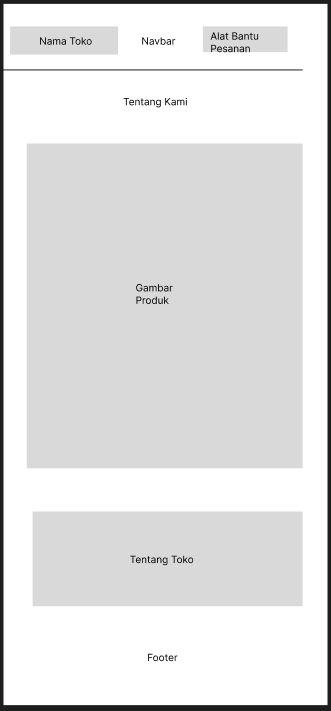 Nama Toko
Navbar
Alat Bantu
Pesanan
Tentang Kami
Gambar
Produk
Tentang Toko
Footer